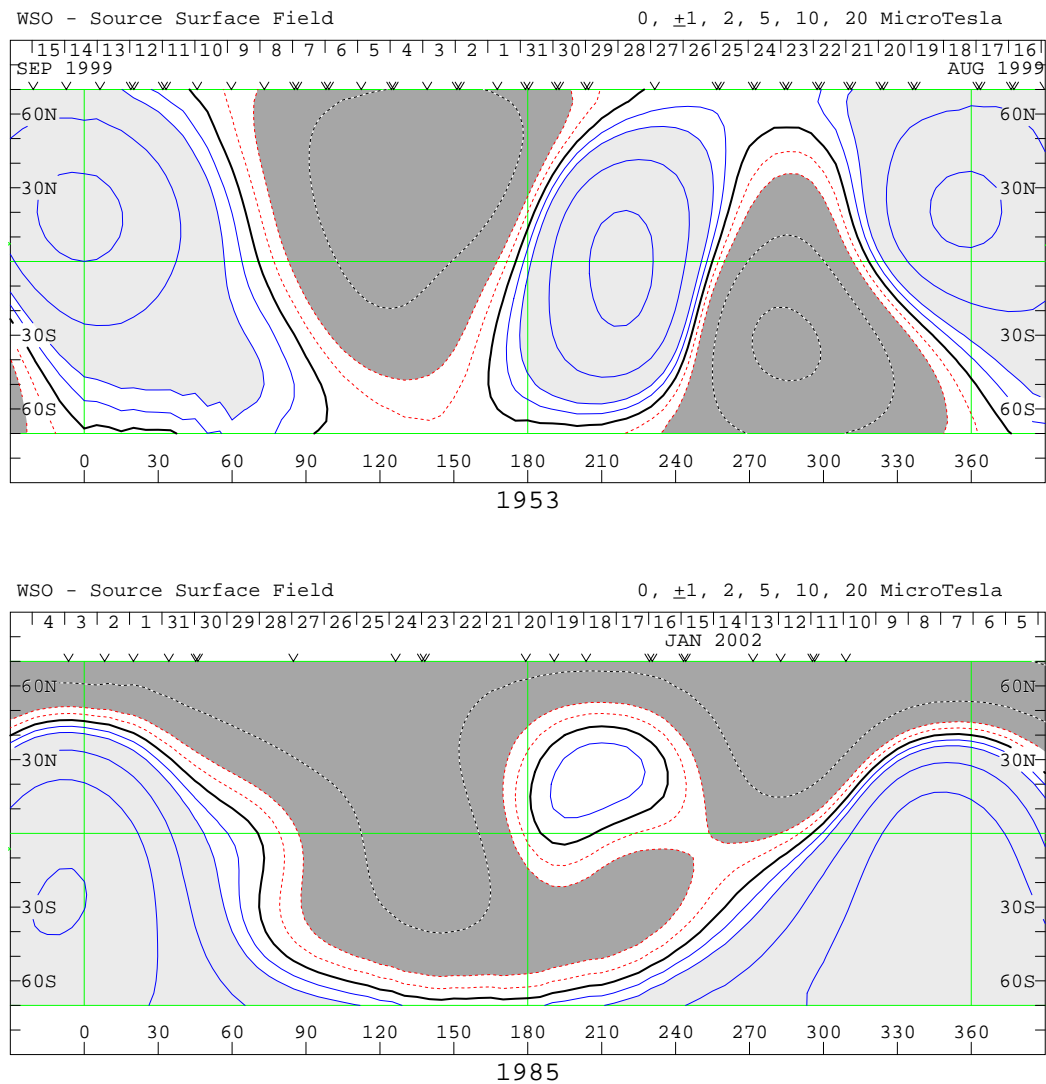 WSO - Source Surface Field 0, ±1, 2, 5, 10, 20 MicroTesla
15 14 13 12 11 10 9 8 7 6 5 4 3 2 1 31 30 29 28 27 26 25 24 23 22 21 20 19 18 17 16
SEP 1999 AUG 1999
60N 60N
30N 30N
30S 30S
60S 60S
0 30 60 90 120 150 180 210 240 270 300 330 360
1953
WSO - Source Surface Field 0, ±1, 2, 5, 10, 20 MicroTesla
4 3 2 1 31 30 29 28 27 26 25 24 23 22 21 20 19 18 17 16 15 14 13 12 11 10 9 8 7 6 5
JAN 2002
60N 60N
30N 30N
30S 30S
60S 60S
0 30 60 90 120 150 180 210 240 270 300 330 360
1985